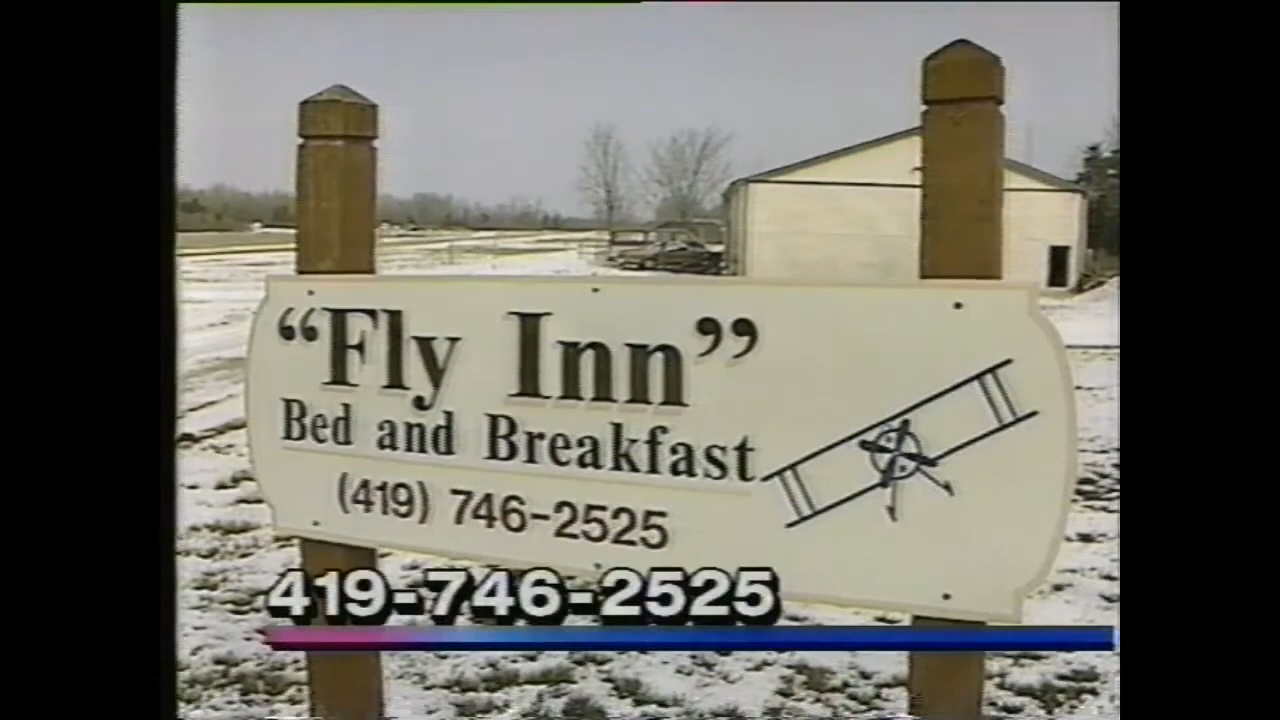 “Fly Inn”
Bed and Breakfast
(419) 746-2525
419-746-2525